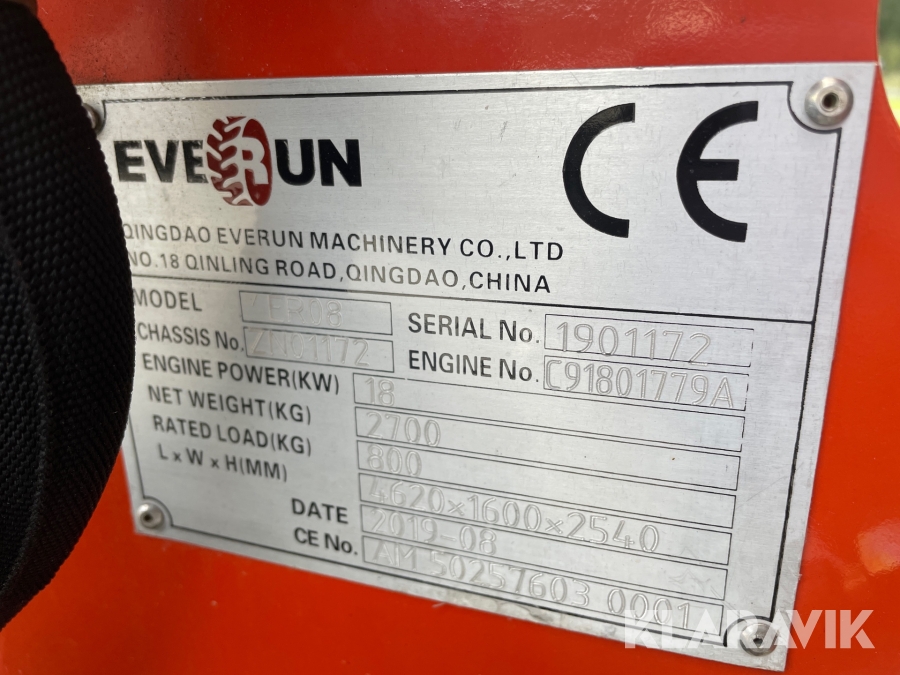 EVERUN
CE
QINGDAO EVERUN MACHINERY CO.,LTD
NO.18 QINLING ROAD,QINGDAO,CHINA
MODEL
SERIAL No. 1901172
CHASSIS No.
ENGINE No. C91801779A
ENGINE POWER(KW) 18
NET WEIGHT(KG) 2700
RATED LOAD(KG) 800
L x W x H(MM) 4620×1600×2540
DATE 2019-08
CE No. AM 50257603 0001
KLARAVIK